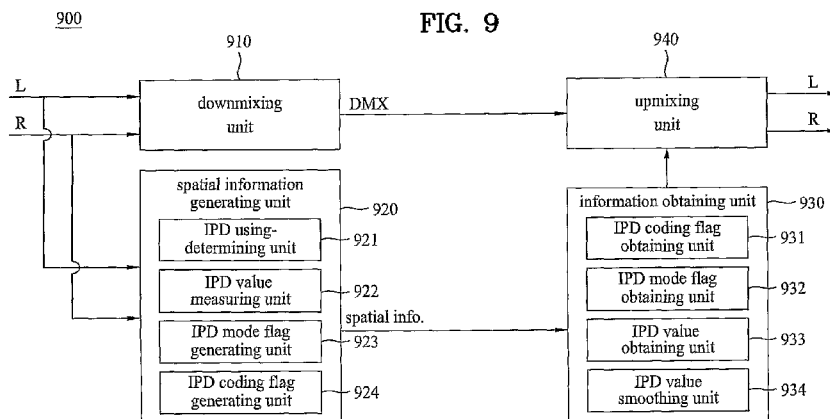 900
FIG. 9
910
940
L
R
downmixing
unit
DMX
upmixing
unit
L
R
spatial information
generating unit
920
IPD using-
determining unit
921
IPD value
measuring unit
922
IPD mode flag
generating unit
923
IPD coding flag
generating unit
924
spatial info.
information obtaining unit
930
IPD coding flag
obtaining unit
931
IPD mode flag
obtaining unit
932
IPD value
obtaining unit
933
IPD value
smoothing unit
934